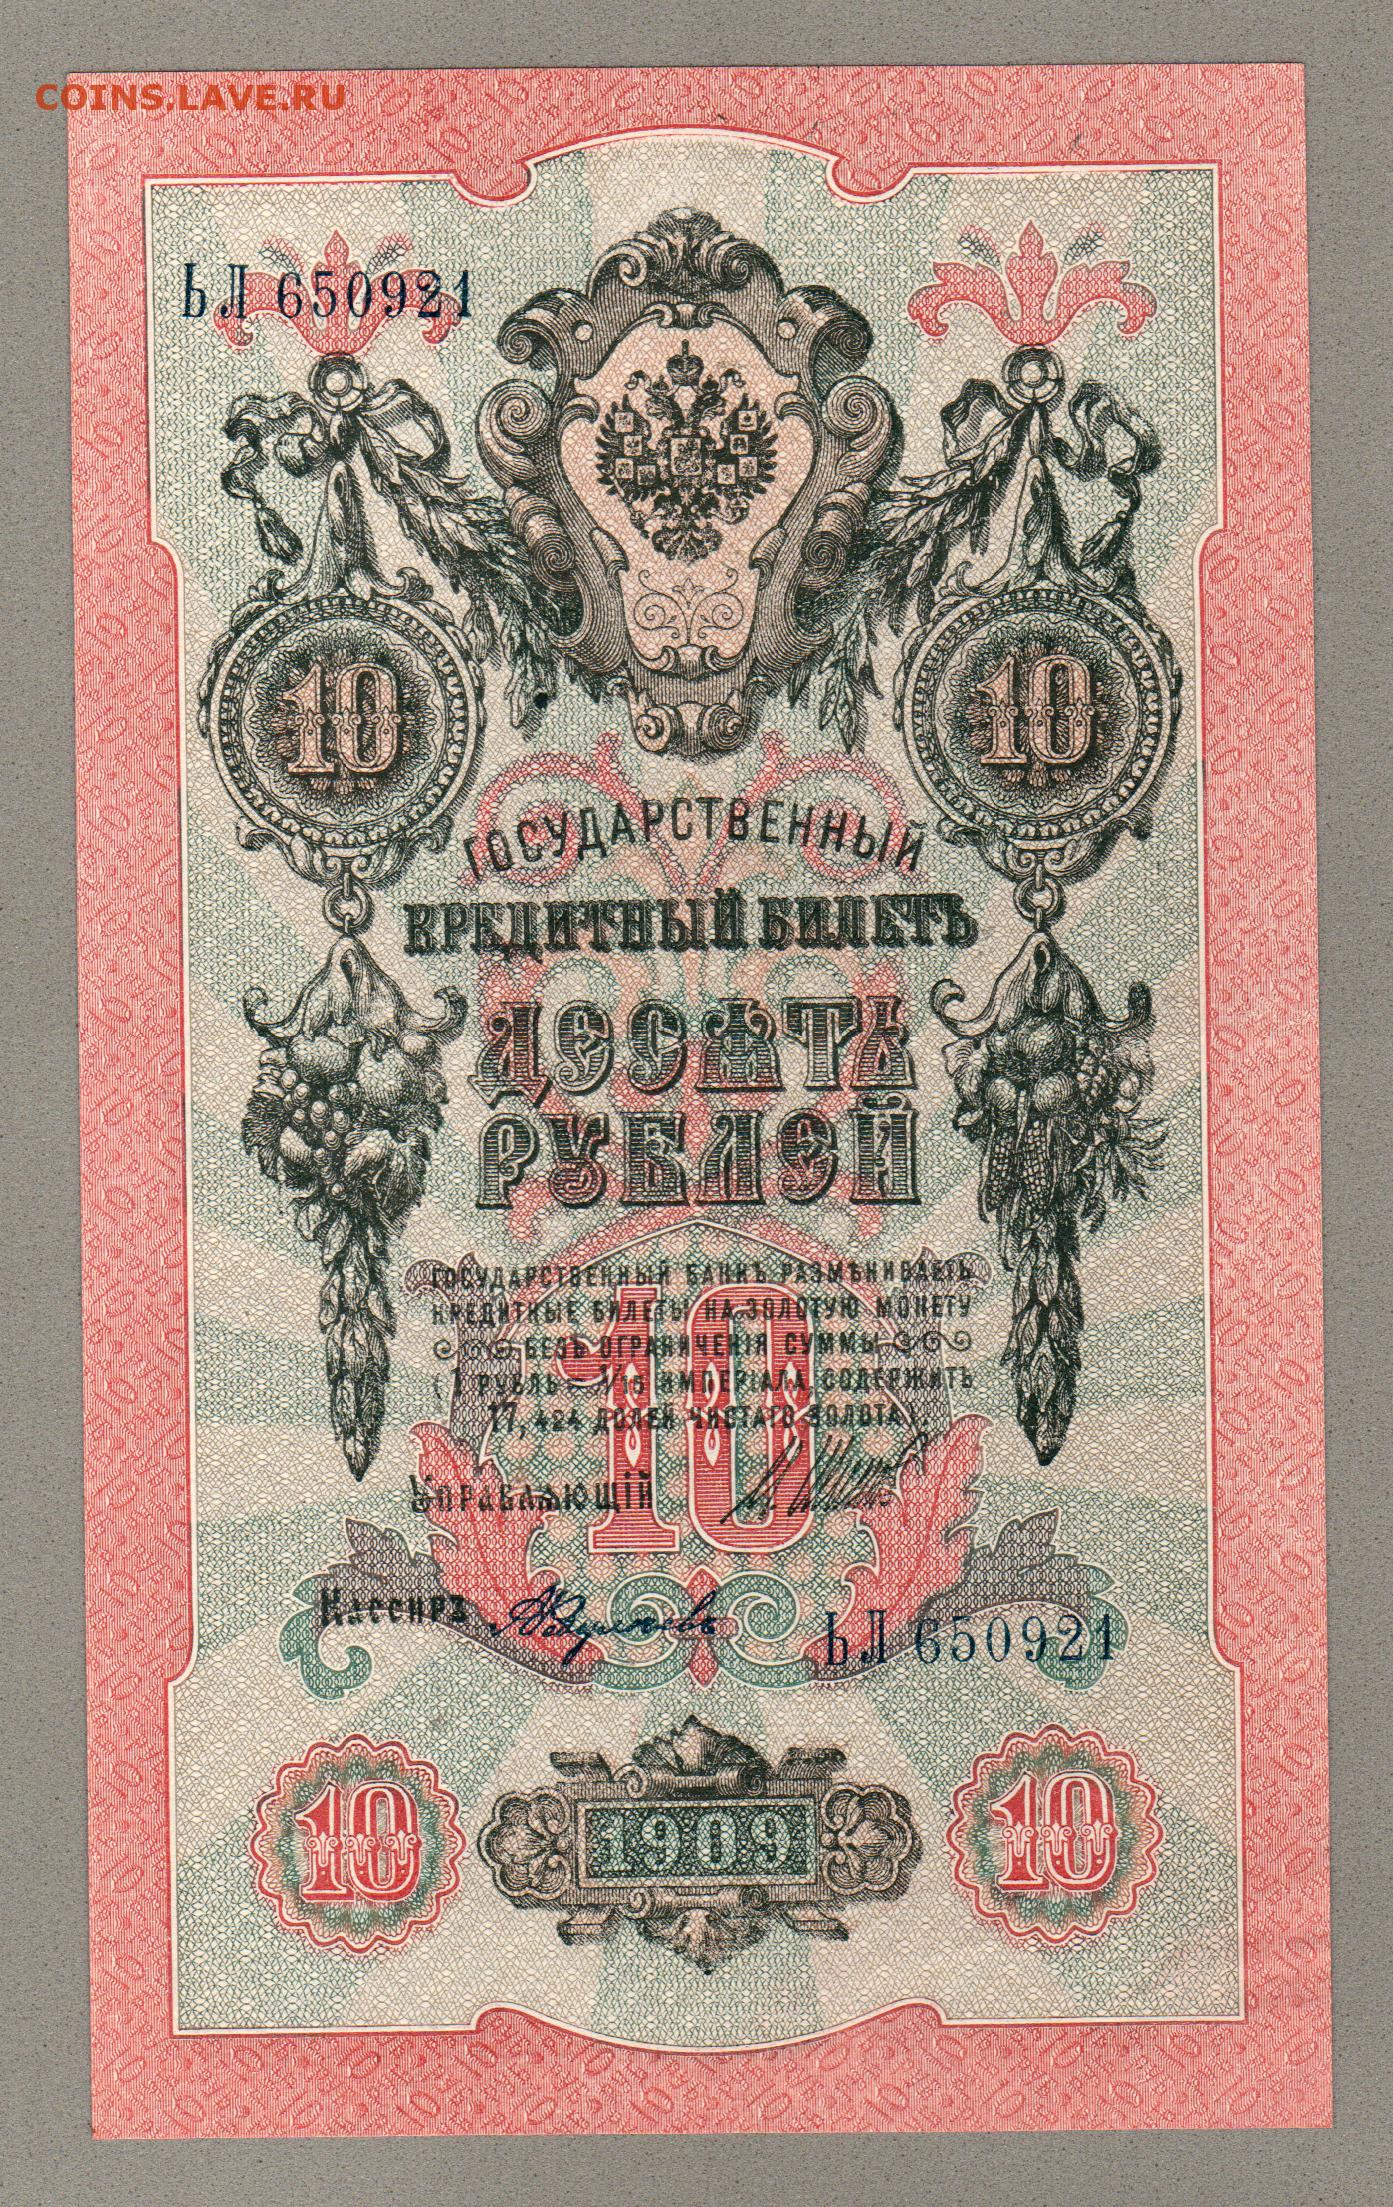 COINS.LAVE.RU
ЬЛ 650921
10 10
ГОСУДАРСТВЕННЫЙ
КРЕДИТНЫЙ БИЛЕТЪ
ДЕСЯТЬ
РУБЛЕЙ
ГОСУДАРСТВЕННЫЙ БАНКЪ РАЗМѢНИВАЕТЪ
КРЕДИТНЫЕ БИЛЕТЫ НА ЗОЛОТУЮ МОНЕТУ
БЕЗЪ ОГРАНИЧЕНІЯ СУММЫ
(1 РУБЛЬ = 1/15 ИМПЕРІАЛА, СОДЕРЖИТЪ
17,424 ДОЛЕЙ ЧИСТАГО ЗОЛОТА).
10
Управляющій
Кассиръ
ЬЛ 650921
10 1909 10